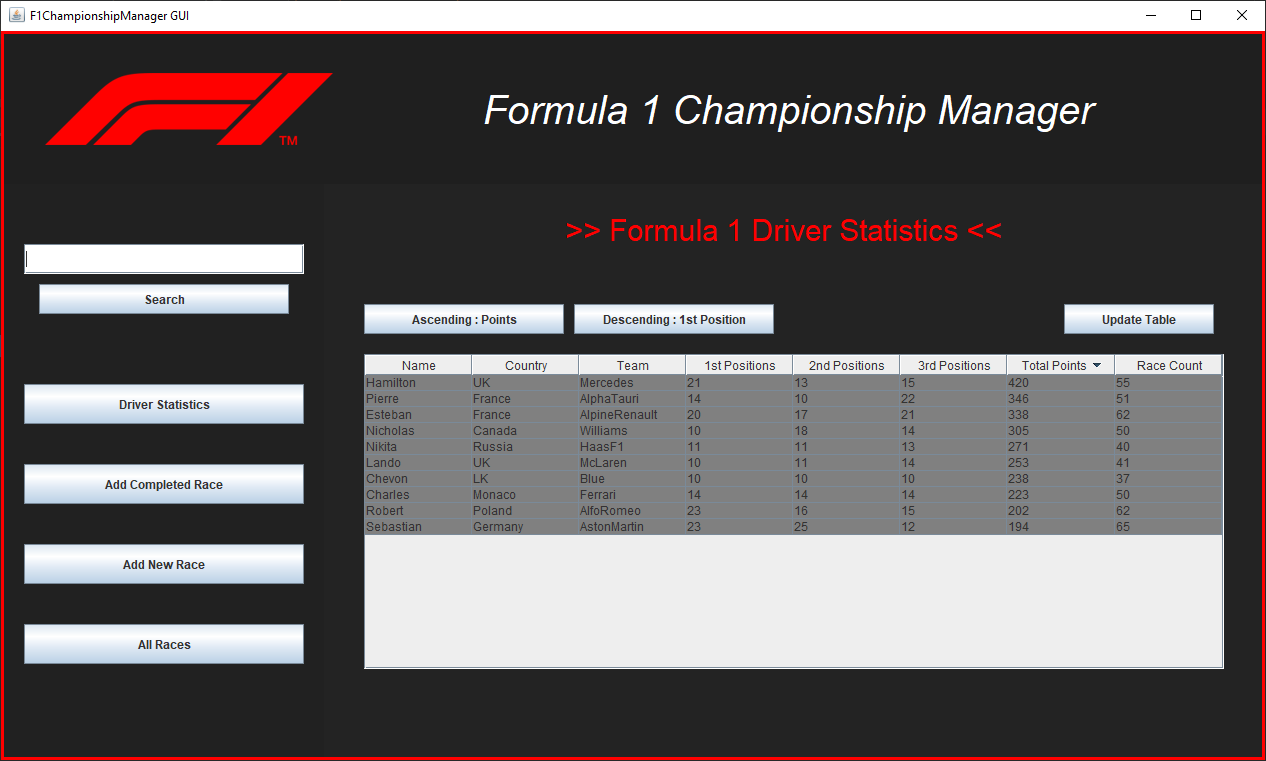 F1ChampionshipManager GUI
F1 TM
Formula 1 Championship Manager
>> Formula 1 Driver Statistics <<
Search
Driver Statistics
Add Completed Race
Add New Race
All Races
Ascending : Points Descending : 1st Position Update Table
Name Country Team 1st Positions 2nd Positions 3rd Positions Total Points Race Count
Hamilton UK Mercedes 21 13 15 420 55
Pierre France AlphaTauri 14 10 22 346 51
Esteban France AlpineRenault 20 17 21 338 62
Nicholas Canada Williams 10 18 14 305 50
Nikita Russia HaasF1 11 11 13 271 40
Lando UK McLaren 10 11 14 253 41
Chevon LK Blue 10 10 10 238 37
Charles Monaco Ferrari 14 14 14 223 50
Robert Poland AlfoRomeo 23 16 15 202 62
Sebastian Germany AstonMartin 23 25 12 194 65